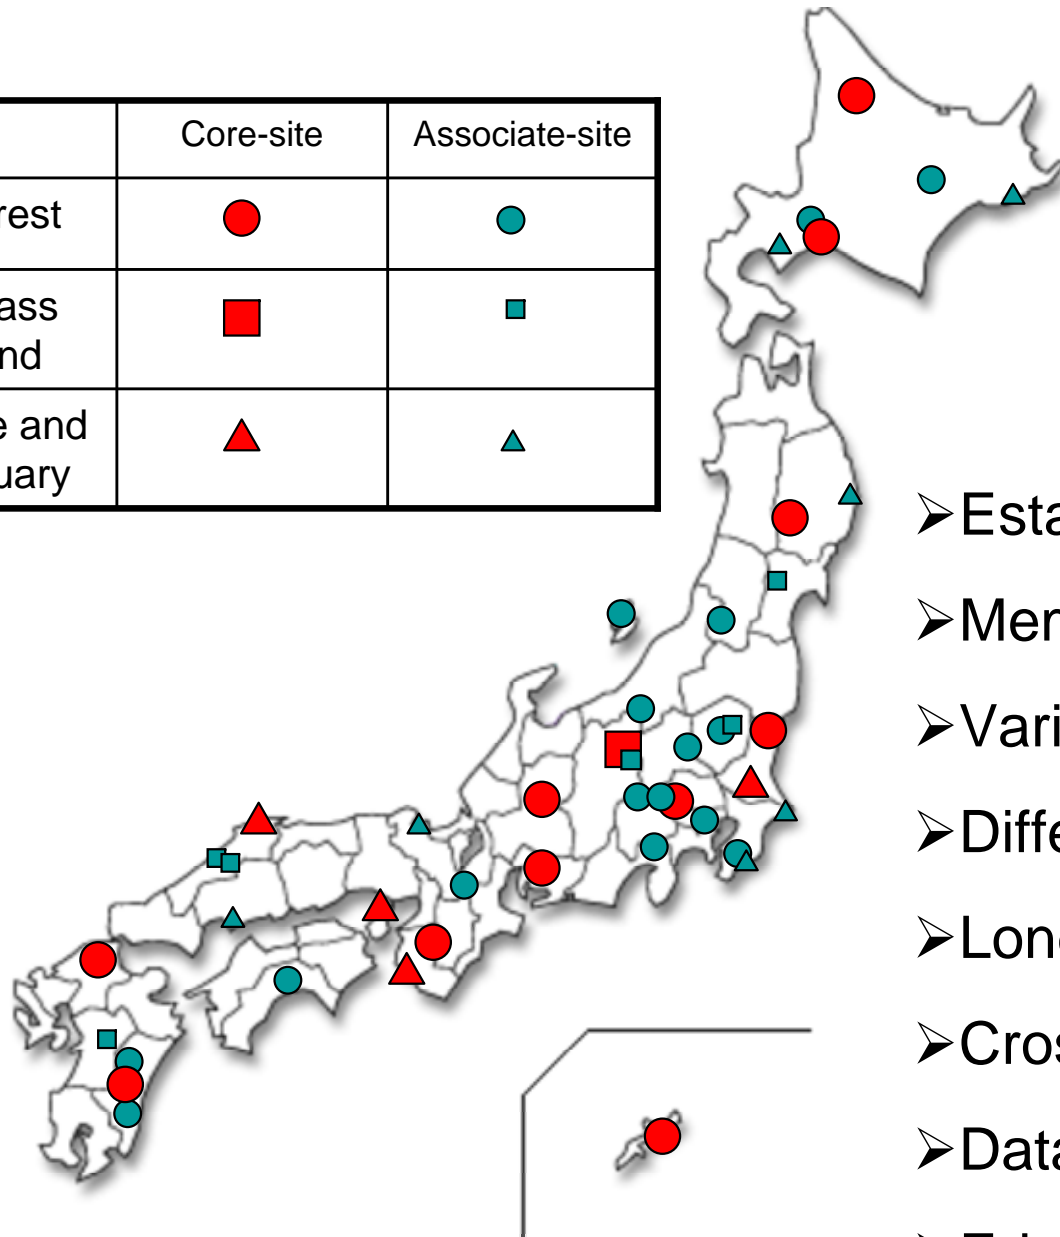 Core-site Associate-site
rest
ass
nd
e and
uary
➢Esta
➢Mer
➢Vari
➢Diffe
➢Lon
➢Cros
➢Data